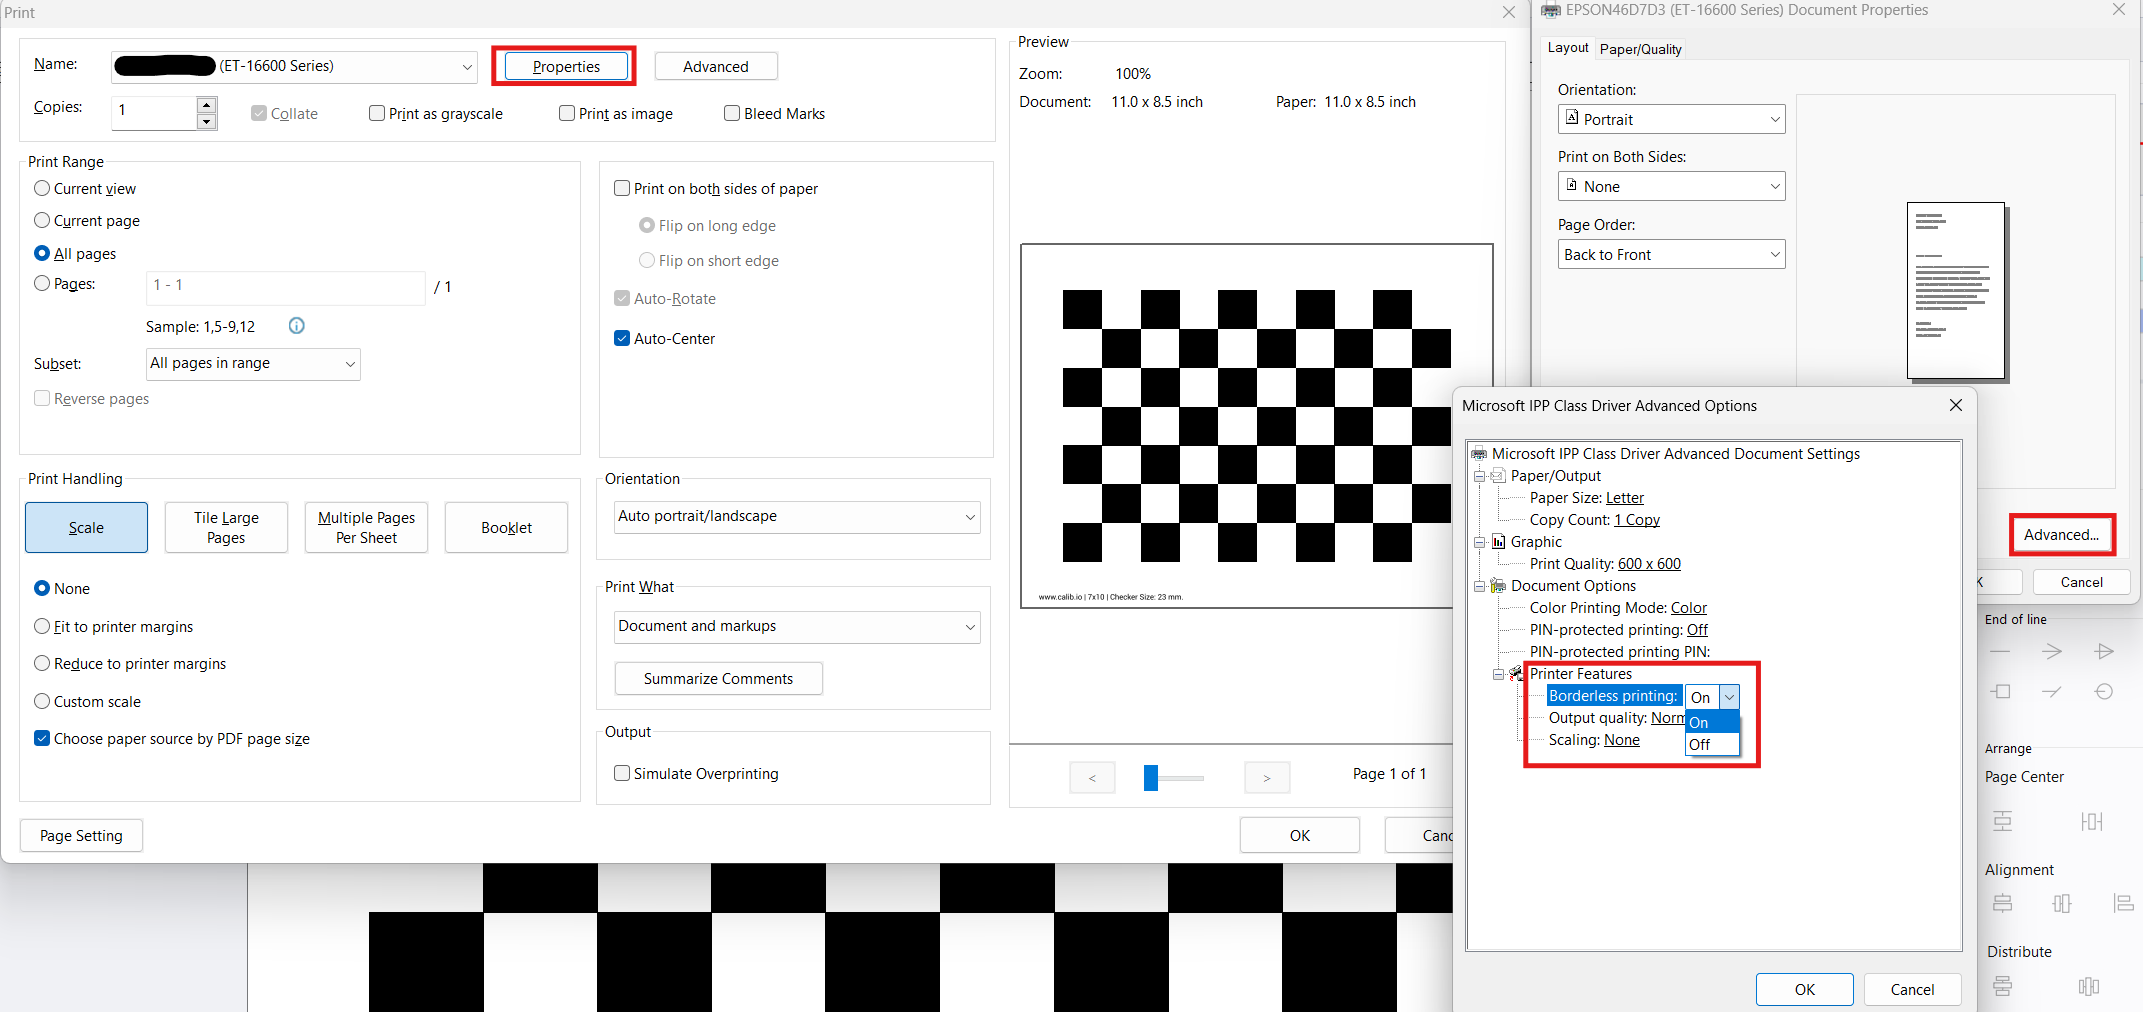 Print
Name:
(ET-16600 Series)
Properties
Advanced
Copies:
1
Collate
Print as grayscale
Print as image
Bleed Marks
Print Range
Current view
Current page
All pages
Pages:
1 - 1
/ 1
Sample: 1,5-9,12
Subset:
All pages in range
Reverse pages
Print on both sides of paper
Flip on long edge
Flip on short edge
Auto-Rotate
Auto-Center
Print Handling
Scale
Tile Large
Pages
Multiple Pages
Per Sheet
Booklet
None
Fit to printer margins
Reduce to printer margins
Custom scale
Choose paper source by PDF page size
Orientation
Auto portrait/landscape
Print What
Document and markups
Summarize Comments
Output
Simulate Overprinting
Page Setting
Preview
Zoom:
100%
Document:
11.0 x 8.5 inch
Paper:
11.0 x 8.5 inch
www.calib.io | 7x10 | Checker Size: 23 mm.
<
>
Page 1 of 1
OK
Canc
EPSON46D7D3 (ET-16600 Series) Document Properties
Layout
Paper/Quality
Orientation:
A
Portrait
Print on Both Sides:
None
Page Order:
Back to Front
Advanced...
K
Cancel
Microsoft IPP Class Driver Advanced Options
Microsoft IPP Class Driver Advanced Document Settings
Paper/Output
Paper Size: Letter
Copy Count: 1 Copy
Graphic
Print Quality: 600 x 600
Document Options
Color Printing Mode: Color
PIN-protected printing: Off
PIN-protected printing PIN:
Printer Features
Borderless printing: On
Output quality: Norm
Scaling: None
On
Off
OK
Cancel
End of line
Arrange
Page Center
Alignment
Distribute